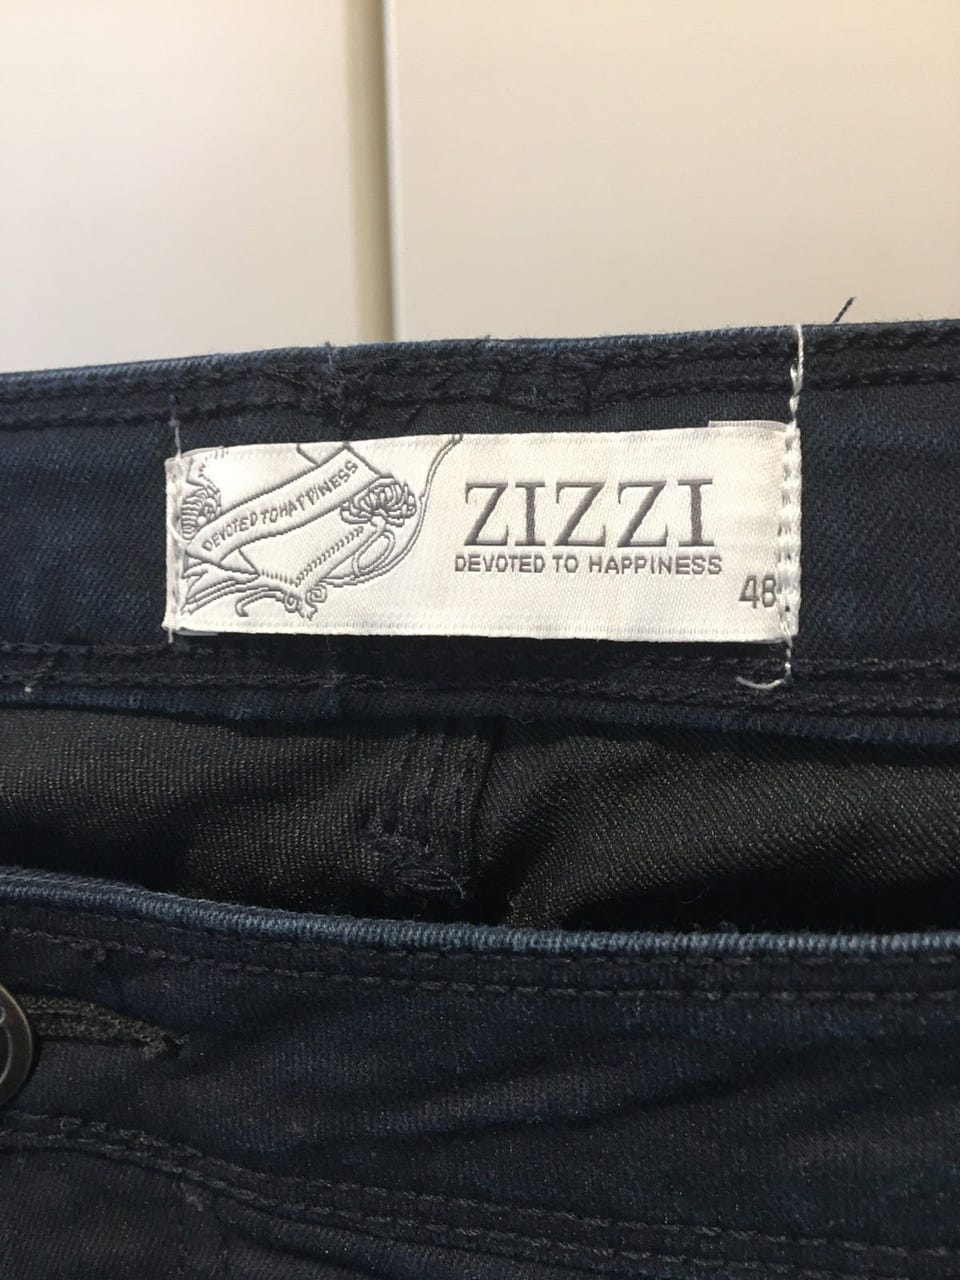 DEVOTED TO HAPPINESS
ZIZZI
DEVOTED TO HAPPINESS
48